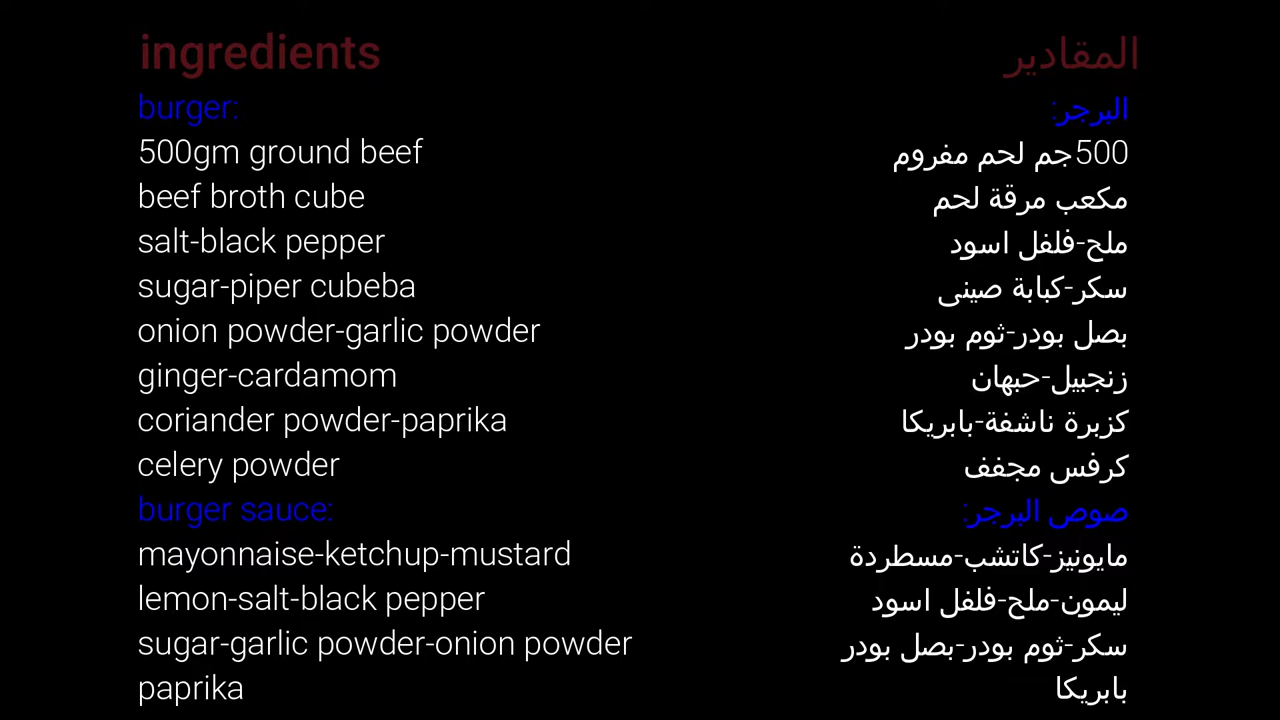 ingredients
burger:
500gm ground beef
beef broth cube
salt-black pepper
sugar-piper cubeba
onion powder-garlic powder
ginger-cardamom
coriander powder-paprika
celery powder
burger sauce:
mayonnaise-ketchup-mustard
lemon-salt-black pepper
sugar-garlic powder-onion powder
paprika
المقادير
البرجر:
500جم لحم مفروم
مكعب مرقة لحم
ملح-فلفل اسود
سكر-كبابة صينى
بصل بودر-ثوم بودر
زنجبيل-حبهان
كزبرة ناشفة-بابريكا
كرفس مجفف
صوص البرجر:
مايونيز-كاتشب-مسطردة
ليمون-ملح-فلفل اسود
سكر-ثوم بودر-بصل بودر
بابريكا